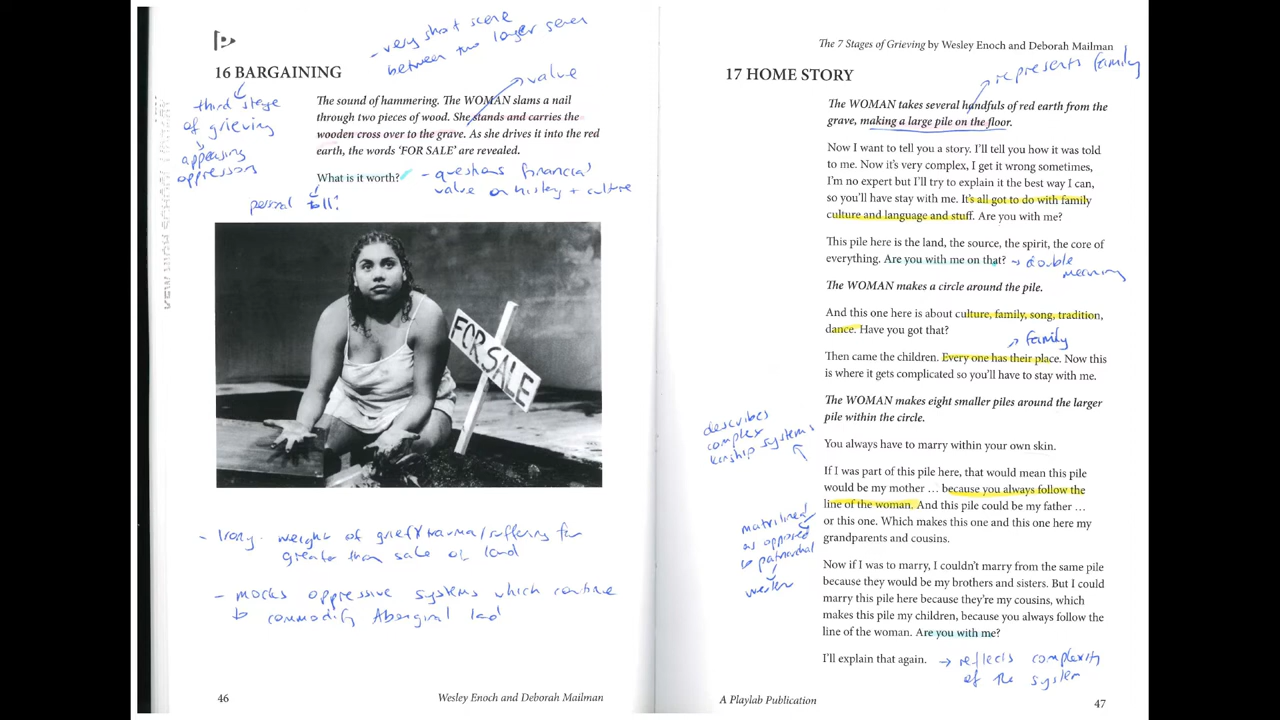 - very short scene
between two longer scenes
16 BARGAINING
value
third stage
of grieving
appeasing
oppressors
The sound of hammering. The WOMAN slams a nail
through two pieces of wood. She stands and carries the
wooden cross over to the grave. As she drives it into the red
earth, the words ‘FOR SALE’ are revealed.
What is it worth?
- questions financial
value on history + culture
personal toll?
FOR SALE
- Irony. weight of grief/trauma/suffering far
greater than sale of land
- mocks oppressive systems which continue
to commodify Aboriginal land
46
Wesley Enoch and Deborah Mailman
The 7 Stages of Grieving by Wesley Enoch and Deborah Mailman
17 HOME STORY
represents family
The WOMAN takes several handfuls of red earth from the
grave, making a large pile on the floor.
Now I want to tell you a story. I’ll tell you how it was told
to me. Now it’s very complex, I get it wrong sometimes,
I’m no expert but I’ll try to explain it the best way I can,
so you’ll have stay with me. It’s all got to do with family
culture and language and stuff. Are you with me?
This pile here is the land, the source, the spirit, the core of
everything. Are you with me on that?
→ double
meaning
The WOMAN makes a circle around the pile.
And this one here is about culture, family, song, tradition,
dance. Have you got that?
family
Then came the children. Every one has their place. Now this
is where it gets complicated so you’ll have to stay with me.
The WOMAN makes eight smaller piles around the larger
pile within the circle.
describes
complex
kinship systems
You always have to marry within your own skin.
If I was part of this pile here, that would mean this pile
would be my mother … because you always follow the
line of the woman. And this pile could be my father …
or this one. Which makes this one and this one here my
grandparents and cousins.
matrilineal
as opposed
to patriarchal
western
Now if I was to marry, I couldn’t marry from the same pile
because they would be my brothers and sisters. But I could
marry this pile here because they’re my cousins, which
makes this pile my children, because you always follow the
line of the woman. Are you with me?
I’ll explain that again.
→ reflects complexity
of the system
A Playlab Publication
47